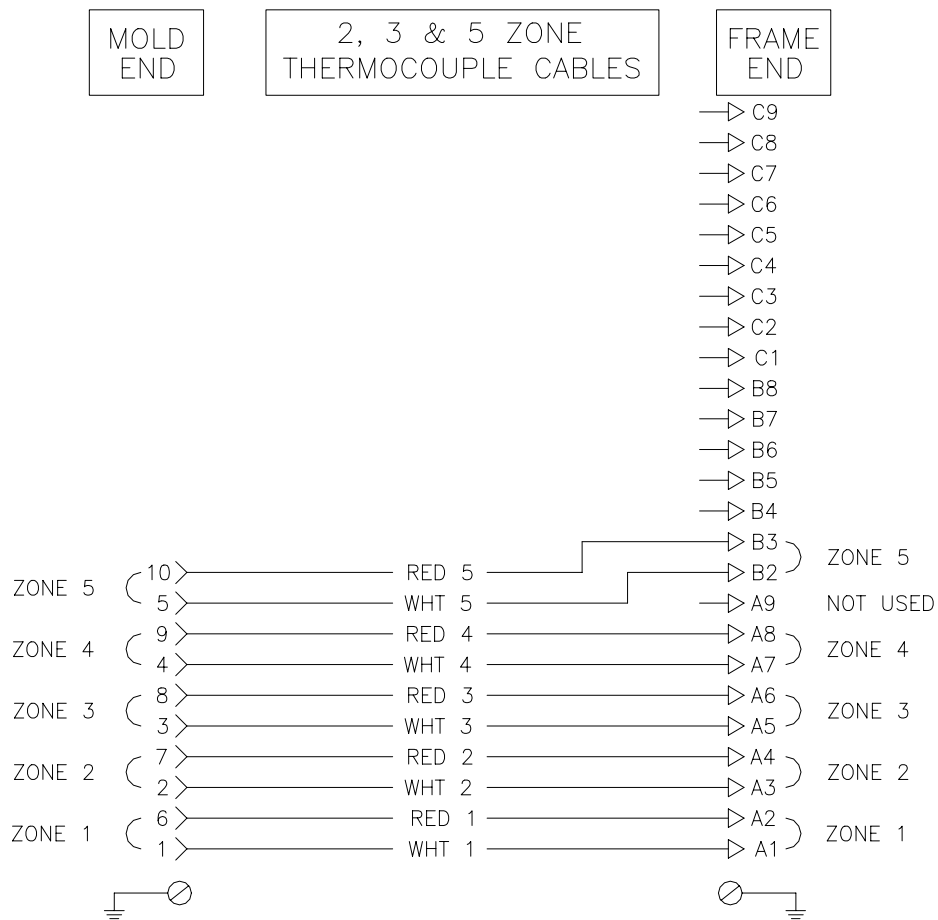 MOLD
END
2, 3 & 5 ZONE
THERMOCOUPLE CABLES
FRAME
END
C9
C8
C7
C6
C5
C4
C3
C2
C1
B8
B7
B6
B5
B4
B3
ZONE 5
10 RED 5 B2
ZONE 5
5 WHT 5 A9 NOT USED
9 RED 4 A8
ZONE 4 ZONE 4
4 WHT 4 A7
8 RED 3 A6
ZONE 3 ZONE 3
3 WHT 3 A5
7 RED 2 A4
ZONE 2 ZONE 2
2 WHT 2 A3
6 RED 1 A2
ZONE 1 ZONE 1
1 WHT 1 A1